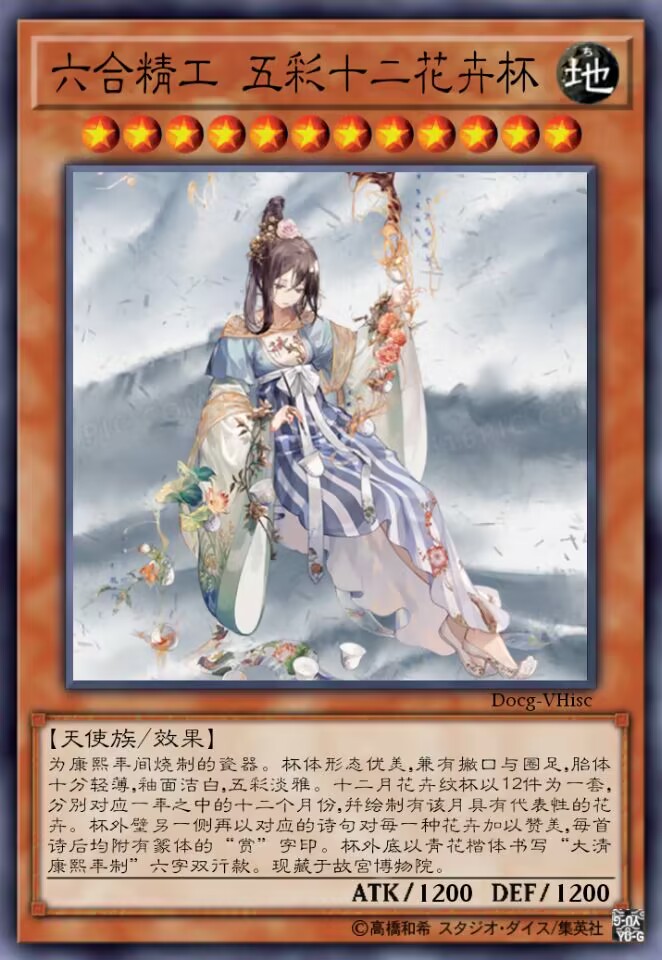 六合精工 五彩十二花卉杯
ち
地
Docg-VHisc
【天使族/效果】
为康熙年间烧制的瓷器。杯体形态优美,兼有撇口与圈足,胎体
十分轻薄,釉面洁白,五彩淡雅。十二月花卉纹杯以12件为一套,
分别对应一年之中的十二个月份,并绘制有该月具有代表性的花
卉。杯外壁另一侧再以对应的诗句对每一种花卉加以赞美,每首
诗后均附有篆体的“赏”字印。杯外底以青花楷体书写“大清
康熙年制”六字双行款。现藏于故宫博物院。
ATK/1200 DEF/1200
©高橋和希 スタジオ・ダイス/集英社